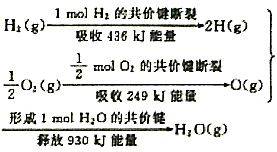 1 mol H₂ 的共价键断裂
H₂(g) 2H(g)
吸收 436 kJ 能量
1/2 mol O₂ 的共价键断裂
1/2 O₂(g) O(g)
吸收 249 kJ 能量
形成 1 mol H₂O 的共价键
H₂O(g)
释放 930 kJ 能量